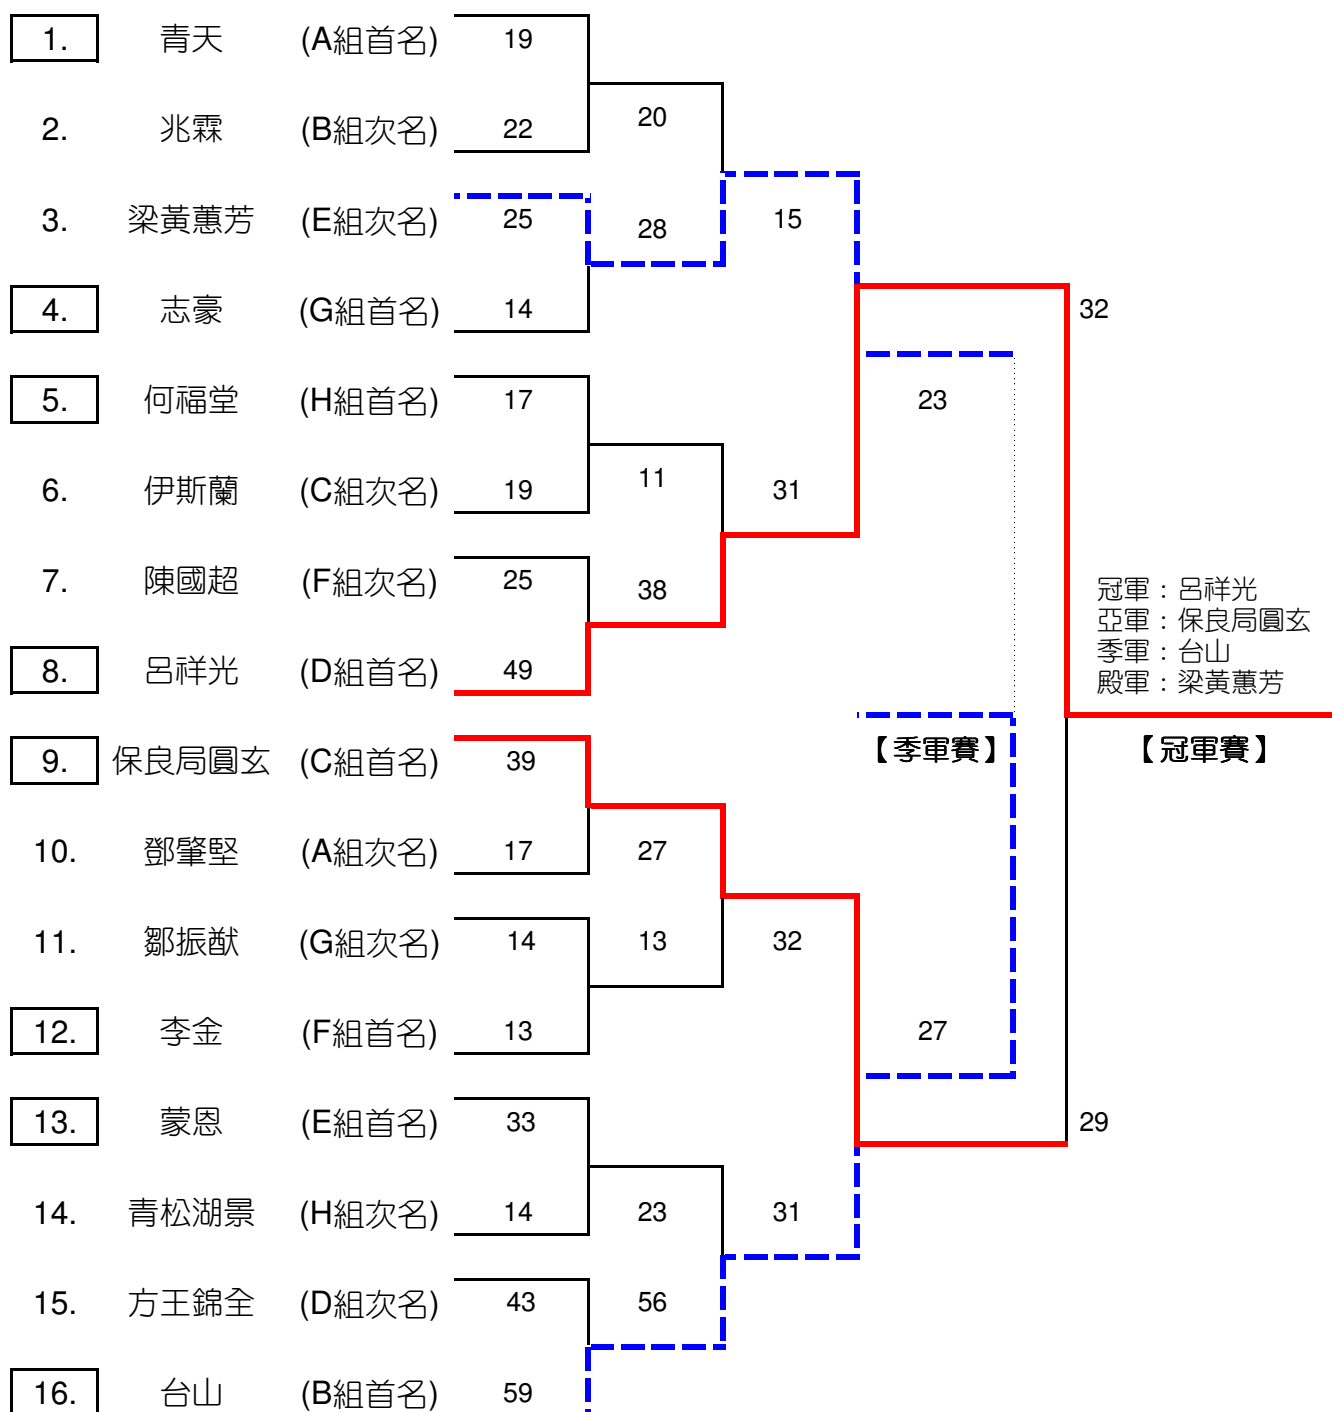 1. 青天 (A組首名) 19
20
2. 兆霖 (B組次名) 22
3. 梁黃蕙芳 (E組次名) 25 28 15
4. 志豪 (G組首名) 14 32
5. 何福堂 (H組首名) 17 23
6. 伊斯蘭 (C組次名) 19 11 31
7. 陳國超 (F組次名) 25 38
冠軍：呂祥光
亞軍：保良局圓玄
季軍：台山
殿軍：梁黃蕙芳
8. 呂祥光 (D組首名) 49
【季軍賽】 【冠軍賽】
9. 保良局圓玄 (C組首名) 39
10. 鄧肇堅 (A組次名) 17 27
11. 鄒振猷 (G組次名) 14 13 32
12. 李金 (F組首名) 13 27
13. 蒙恩 (E組首名) 33 29
14. 青松湖景 (H組次名) 14 23 31
15. 方王錦全 (D組次名) 43 56
16. 台山 (B組首名) 59